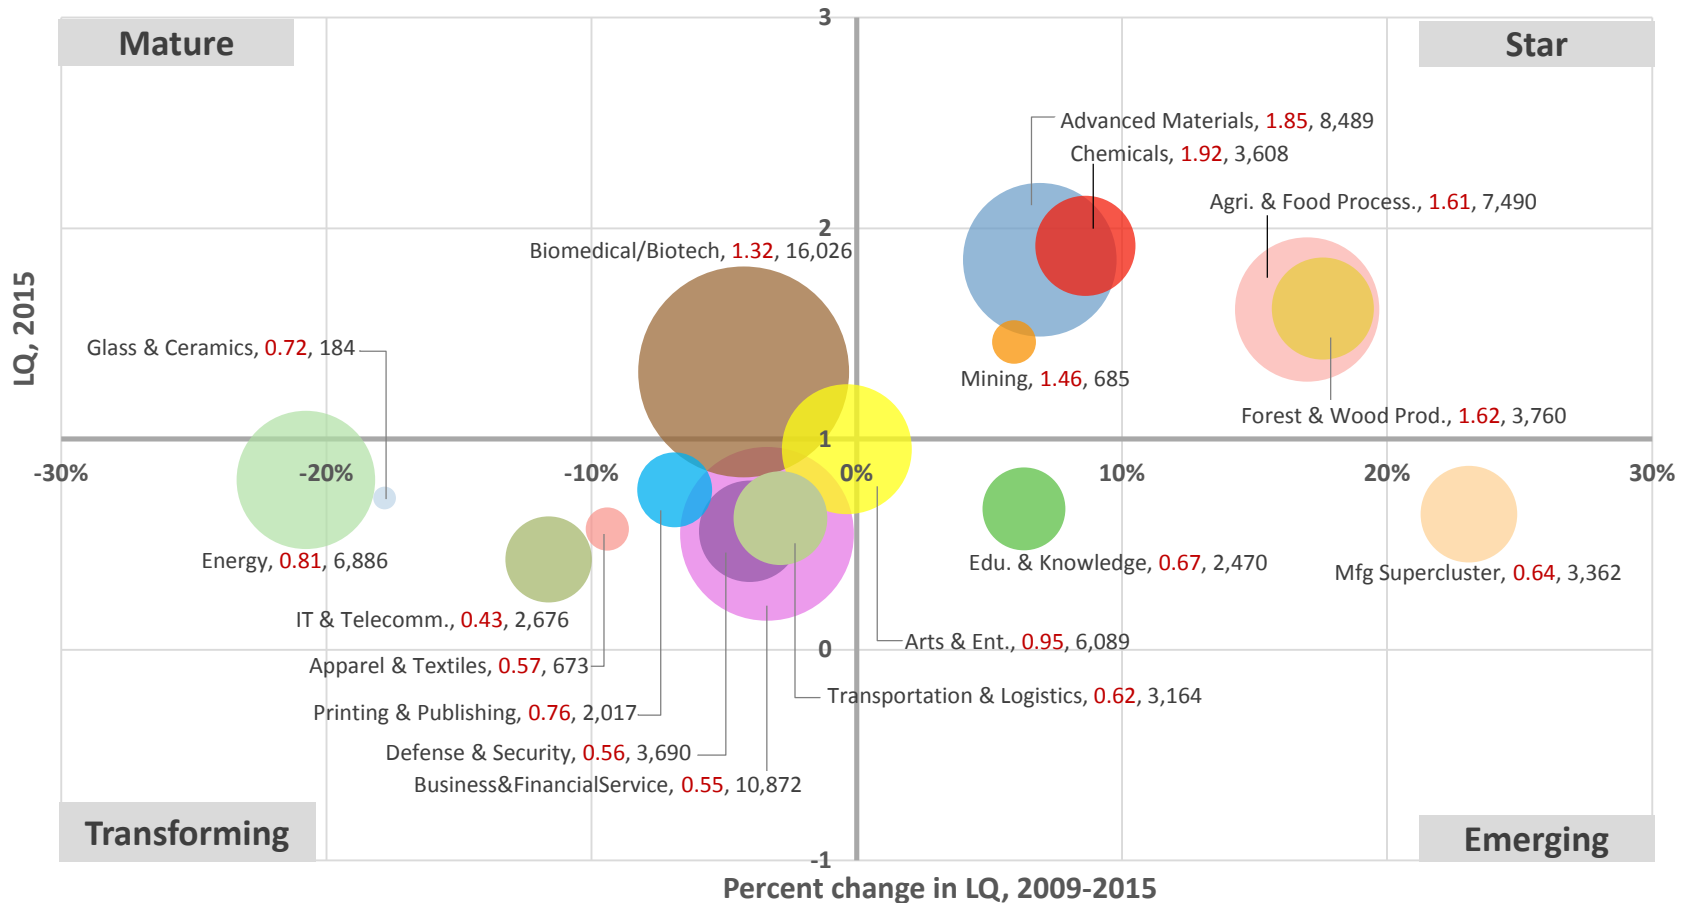 Mature
3
Star
-30%
-20%
-10%
0%
10%
20%
30%
Advanced Materials, 1.85, 8,489
Chemicals, 1.92, 3,608
Agri. & Food Process., 1.61, 7,490
2
Biomedical/Biotech, 1.32, 16,026
LQ, 2015
Glass & Ceramics, 0.72, 184
Mining, 1.46, 685
Forest & Wood Prod., 1.62, 3,760
1
Energy, 0.81, 6,886
Edu. & Knowledge, 0.67, 2,470
Mfg Supercluster, 0.64, 3,362
IT & Telecomm., 0.43, 2,676
Arts & Ent., 0.95, 6,089
0
Apparel & Textiles, 0.57, 673
Transportation & Logistics, 0.62, 3,164
Printing & Publishing, 0.76, 2,017
Defense & Security, 0.56, 3,690
Business&FinancialService, 0.55, 10,872
Transforming
Emerging
-1
Percent change in LQ, 2009-2015